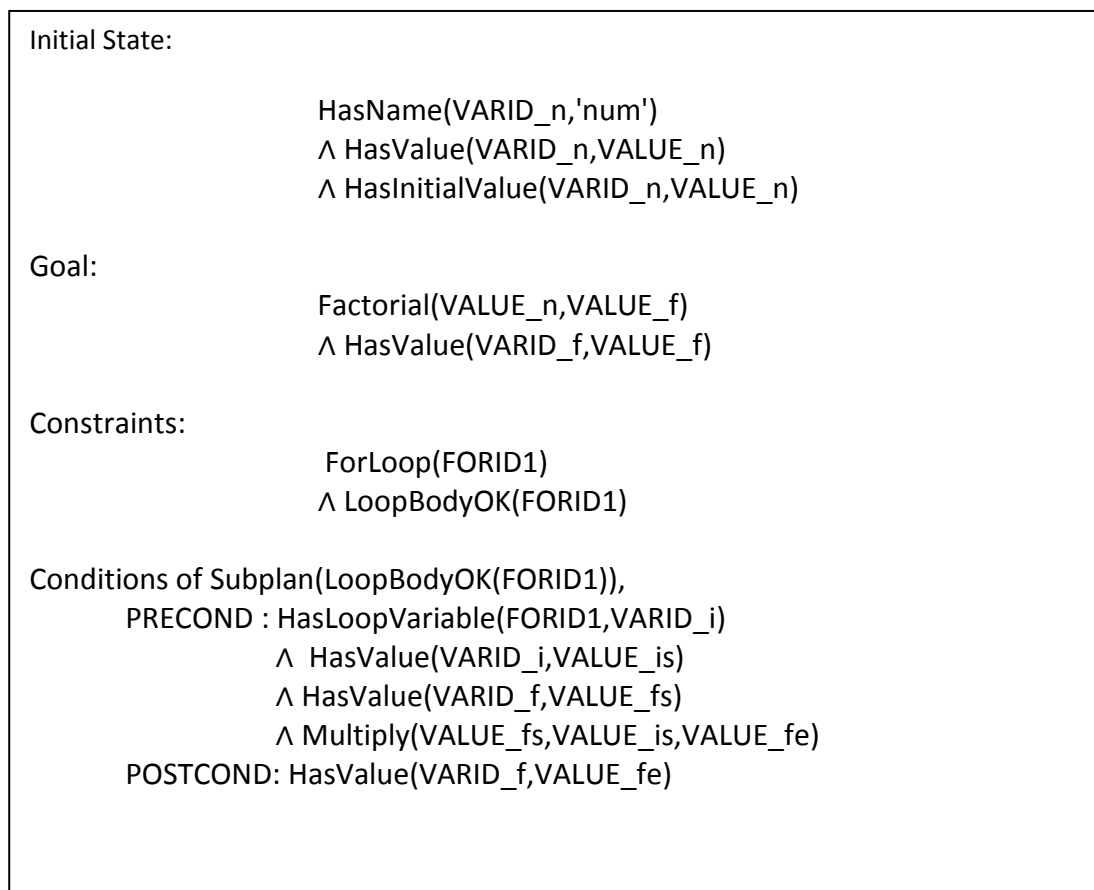 Initial State:
HasName(VARID_n,'num')
Λ HasValue(VARID_n,VALUE_n)
Λ HasInitialValue(VARID_n,VALUE_n)
Goal:
Factorial(VALUE_n,VALUE_f)
Λ HasValue(VARID_f,VALUE_f)
Constraints:
ForLoop(FORID1)
Λ LoopBodyOK(FORID1)
Conditions of Subplan(LoopBodyOK(FORID1)),
PRECOND : HasLoopVariable(FORID1,VARID_i)
Λ HasValue(VARID_i,VALUE_is)
Λ HasValue(VARID_f,VALUE_fs)
Λ Multiply(VALUE_fs,VALUE_is,VALUE_fe)
POSTCOND: HasValue(VARID_f,VALUE_fe)